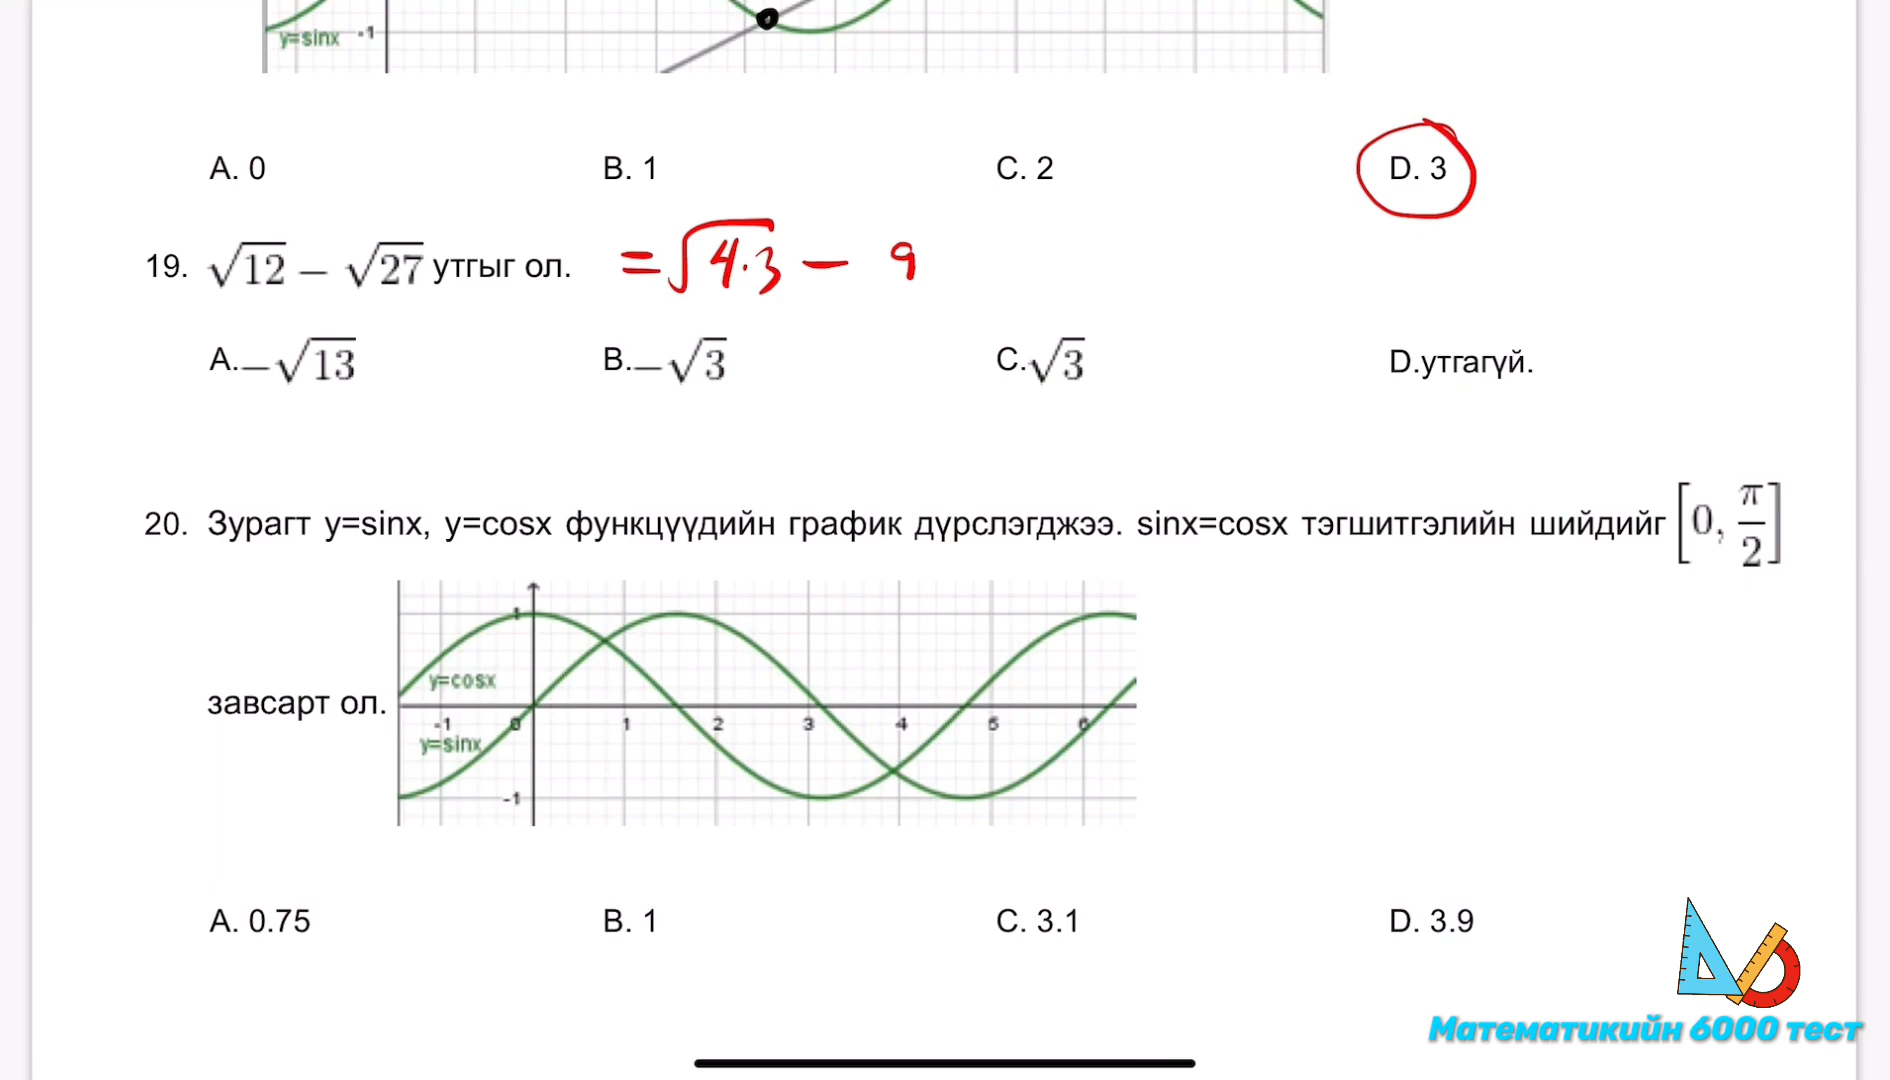 y=sinx -1
A. 0 B. 1 C. 2 D. 3
19. √12 − √27 утгыг ол. = √4·3 − 9
A.−√13 B.−√3 C.√3 D.утгагүй.
20. Зурагт y=sinx, y=cosx функцүүдийн график дүрслэгджээ. sinx=cosx тэгшитгэлийн шийдийг [0, π/2]
завсарт ол.
1
y=cosx
-1 0 1 2 3 4 5 6
y=sinx
-1
A. 0.75 B. 1 C. 3.1 D. 3.9
Математикийн 6000 тест